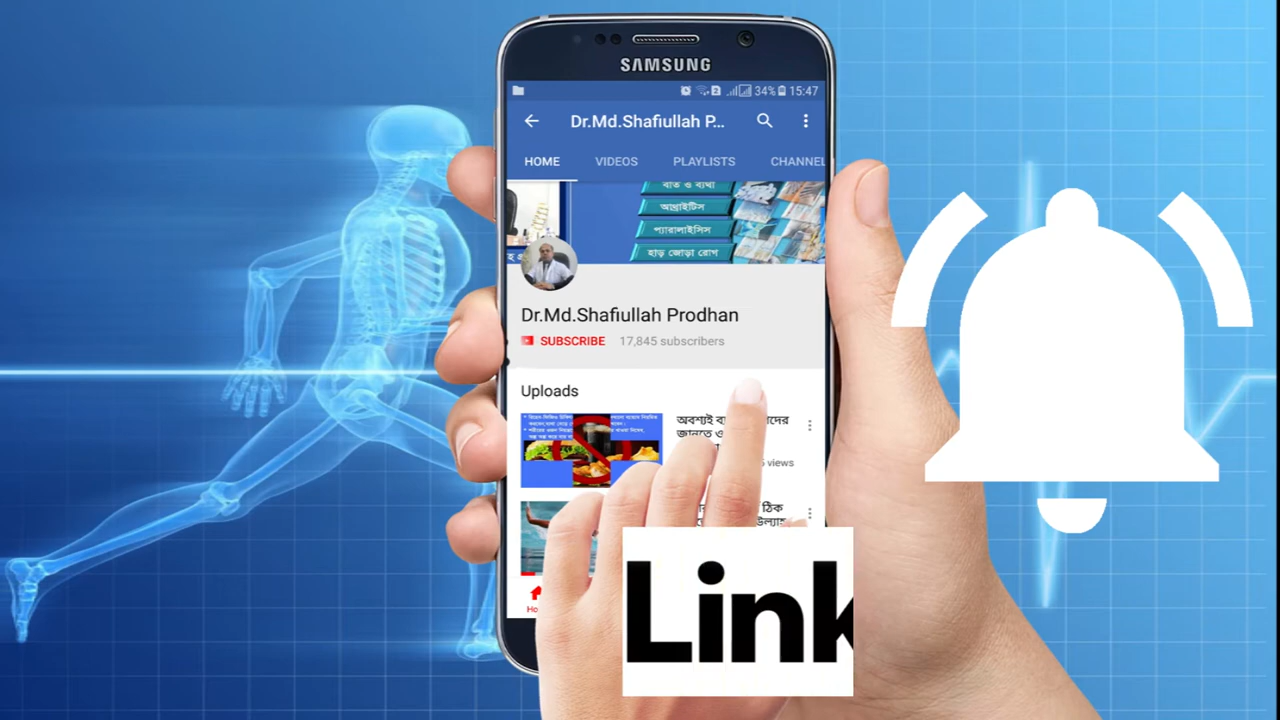 SAMSUNG
34% 15:47
Dr.Md.Shafiullah P...
HOME VIDEOS PLAYLISTS CHANNEL
বাত ও ব্যথা
আর্থ্রাইটিস
প্যারালাইসিস
হাড় জোড়া রোগ
Dr.Md.Shafiullah Prodhan
SUBSCRIBE 17,845 subscribers
Uploads
অবশ্যই
জানতে
views
ঠিক
Link